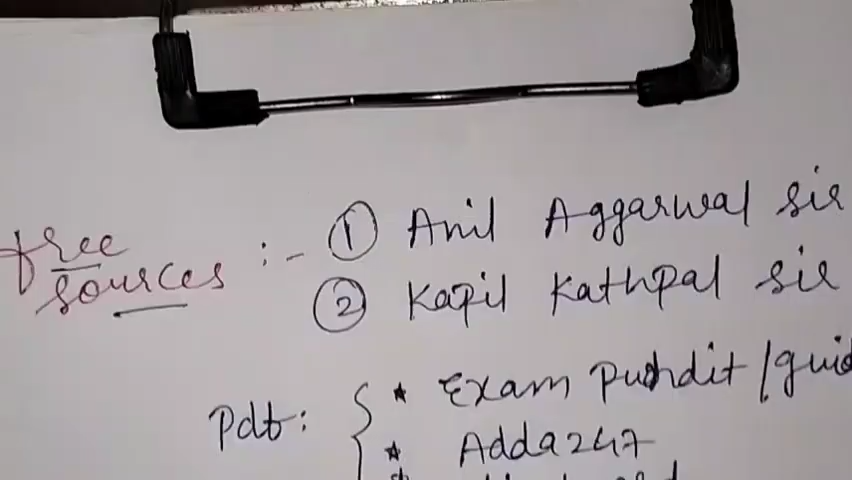 free sources :- ① Anil Aggarwal sir
② Kapil Kathpal sir
Pdf: { * Exam Pundit /guid
* Adda247